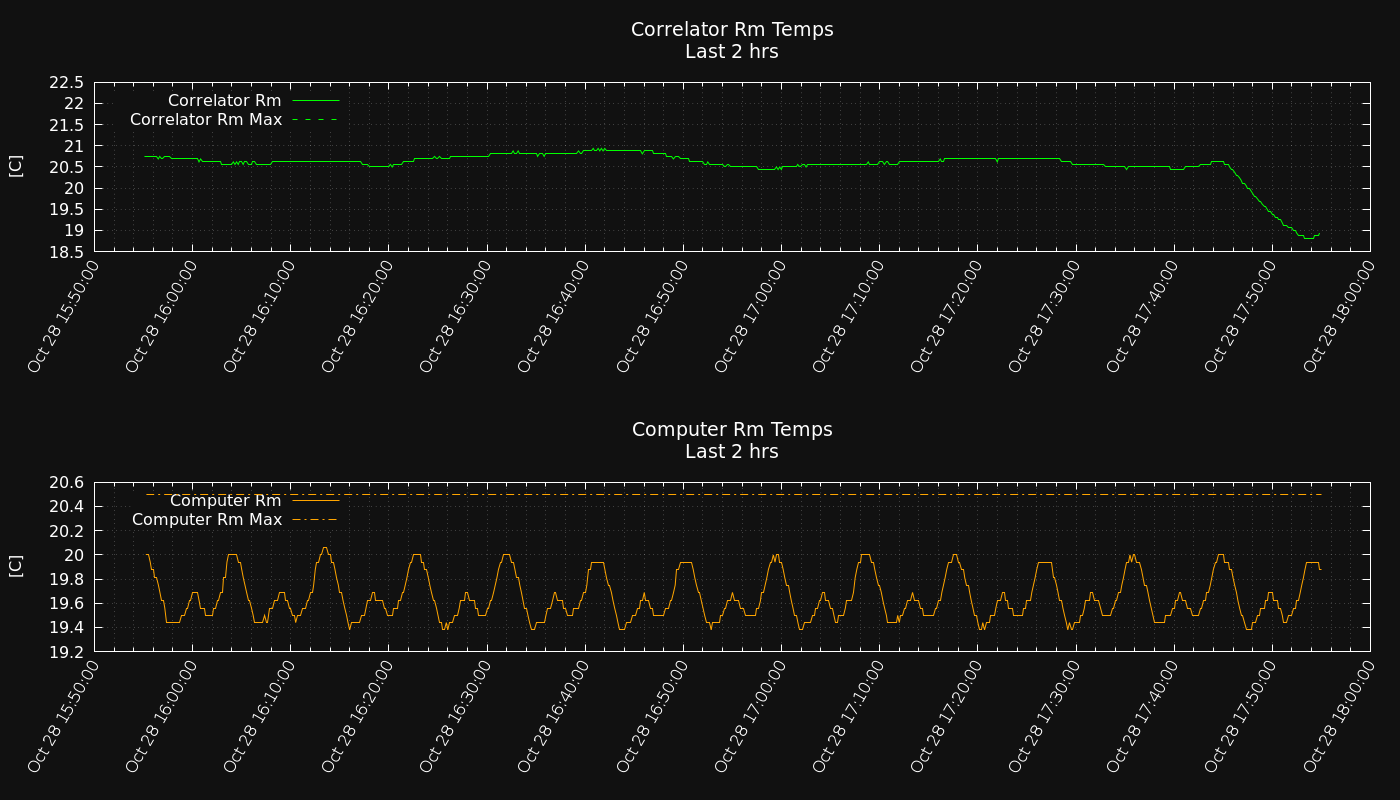 Correlator Rm Temps
Last 2 hrs
22.5
22
21.5
21
20.5
20
19.5
19
18.5
[C]
Correlator Rm
Correlator Rm Max
Oct 28 15:50:00
Oct 28 16:00:00
Oct 28 16:10:00
Oct 28 16:20:00
Oct 28 16:30:00
Oct 28 16:40:00
Oct 28 16:50:00
Oct 28 17:00:00
Oct 28 17:10:00
Oct 28 17:20:00
Oct 28 17:30:00
Oct 28 17:40:00
Oct 28 17:50:00
Oct 28 18:00:00
Computer Rm Temps
Last 2 hrs
20.6
20.4
20.2
20
19.8
19.6
19.4
19.2
[C]
Computer Rm
Computer Rm Max
Oct 28 15:50:00
Oct 28 16:00:00
Oct 28 16:10:00
Oct 28 16:20:00
Oct 28 16:30:00
Oct 28 16:40:00
Oct 28 16:50:00
Oct 28 17:00:00
Oct 28 17:10:00
Oct 28 17:20:00
Oct 28 17:30:00
Oct 28 17:40:00
Oct 28 17:50:00
Oct 28 18:00:00